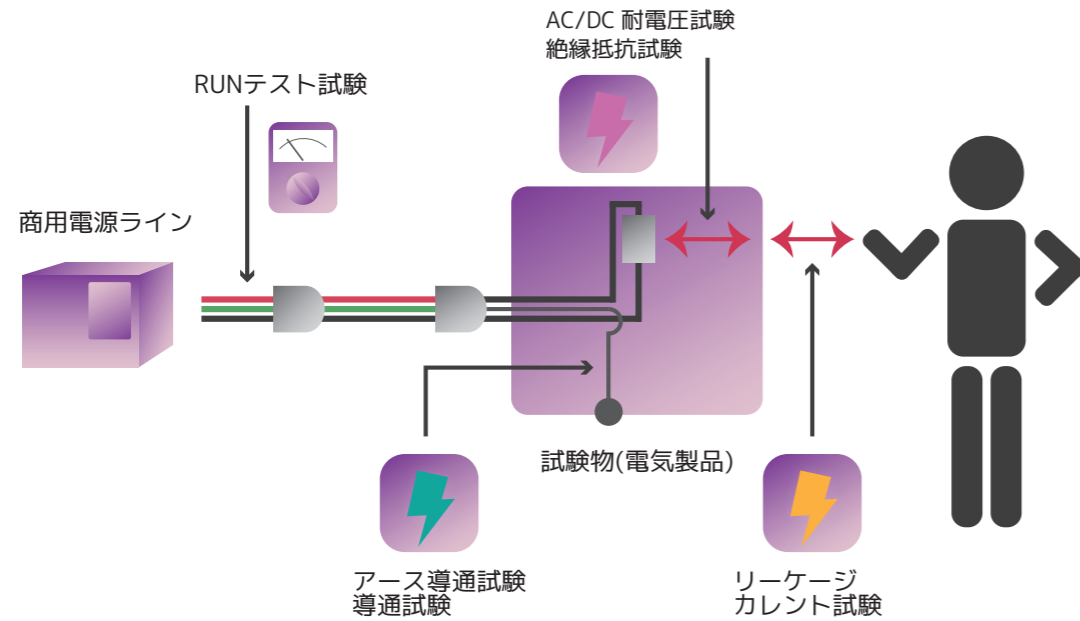 AC/DC 耐電圧試験
絶縁抵抗試験
RUNテスト試験
商用電源ライン
試験物(電気製品)
アース導通試験
導通試験
リーケージ
カレント試験